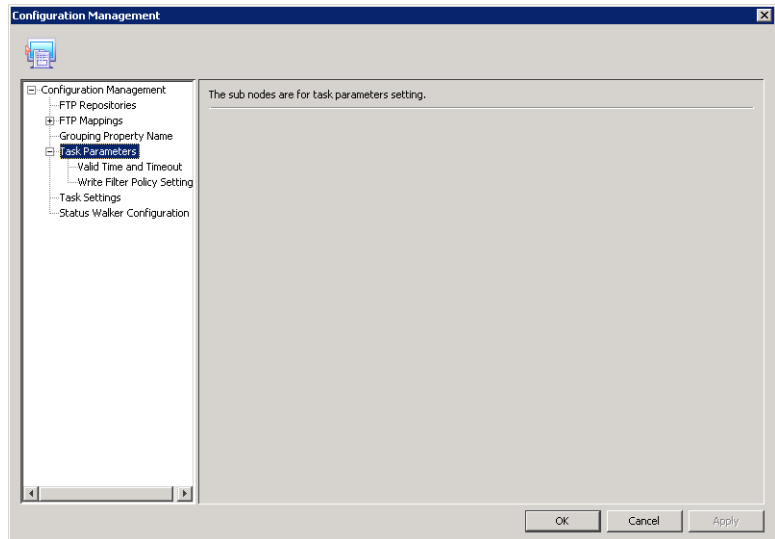 Configuration Management
Configuration Management
FTP Repositories
FTP Mappings
Grouping Property Name
Task Parameters
Valid Time and Timeout
Write Filter Policy Setting
Task Settings
Status Walker Configuration
The sub nodes are for task parameters setting.
OK Cancel Apply